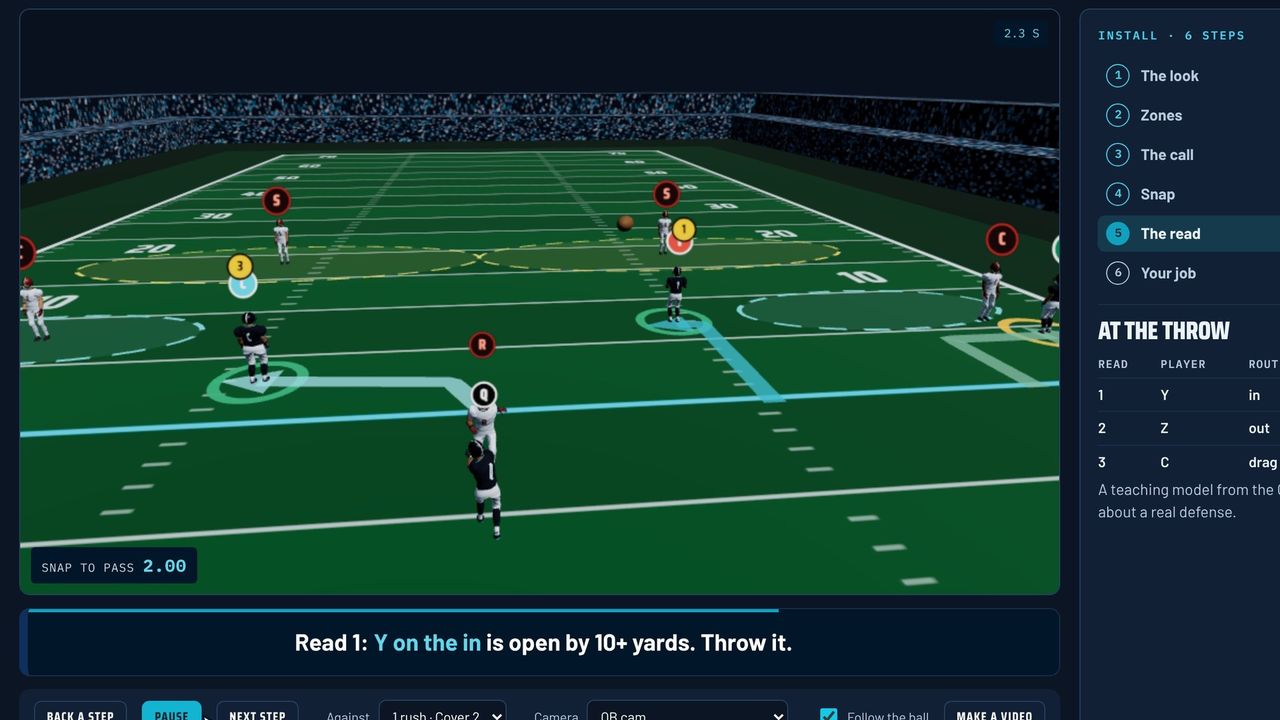 2.3 S
INSTALL · 6 STEPS
1 The look
2 Zones
3 The call
4 Snap
5 The read
6 Your job
AT THE THROW
READ PLAYER ROUT
1 Y in
2 Z out
3 C drag
A teaching model from the
about a real defense.
S
S
1
C
3
20
30
30
20
10
R
Q
SNAP TO PASS 2.00
Read 1: Y on the in is open by 10+ yards. Throw it.
BACK A STEP PAUSE NEXT STEP Against 1 rush · Cover 2 Camera QB cam Follow the ball MAKE A VIDEO